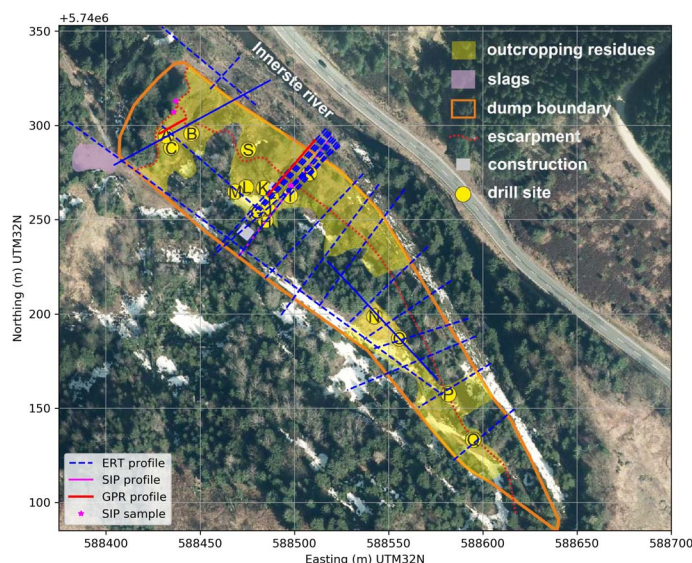 +5.74e6
350
300
250
200
150
100
Northing (m) UTM32N
Innerste river
outcropping residues
slags
dump boundary
escarpment
construction
drill site
A
B
C
S
M
L
K
N
P
ERT profile
SIP profile
GPR profile
SIP sample
588400
588450
588500
588550
588600
588650
588700
Easting (m) UTM32N